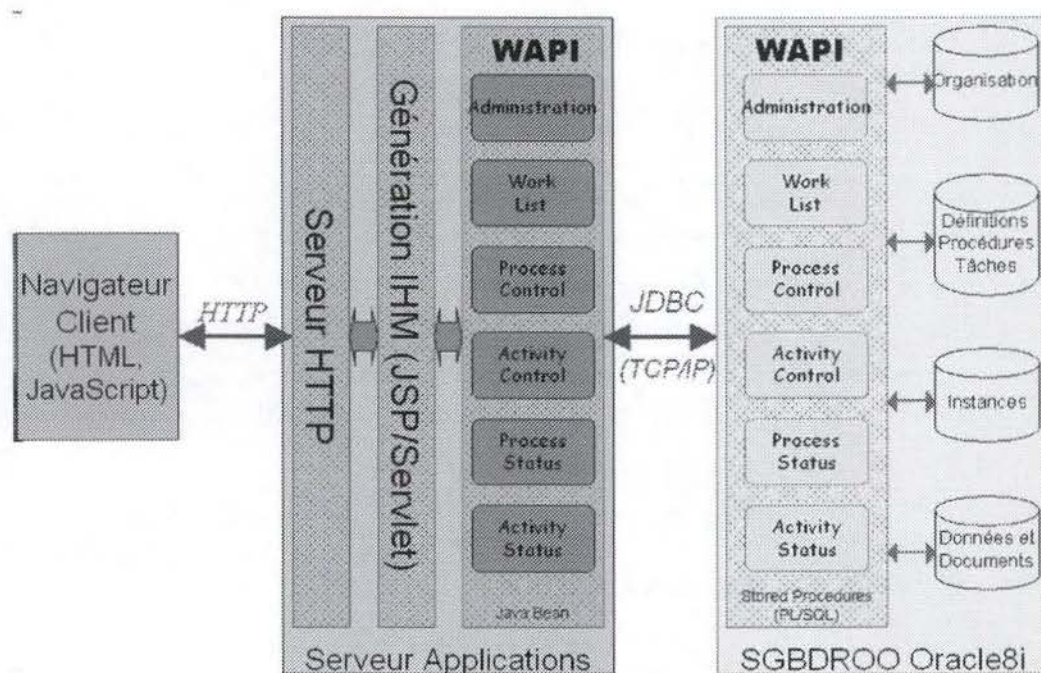 Navigateur
Client
(HTML,
JavaScript)
HTTP
Serveur HTTP
Génération IHM (JSP/Servlet)
WAPI
Administration
Work
List
Process
Control
Activity
Control
Process
Status
Activity
Status
Java Bean
Serveur Applications
JDBC
(TCP/IP)
WAPI
Administration
Work
List
Process
Control
Activity
Control
Process
Status
Activity
Status
Stored Procedures
(PL/SQL)
Organisation
Définitions
Procédures
Tâches
Instances
Données et
Documents
SGBDROO Oracle8i